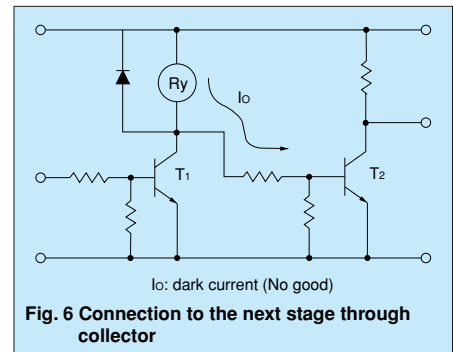 Ry
Io
T1
T2
Io: dark current (No good)
Fig. 6 Connection to the next stage through
collector